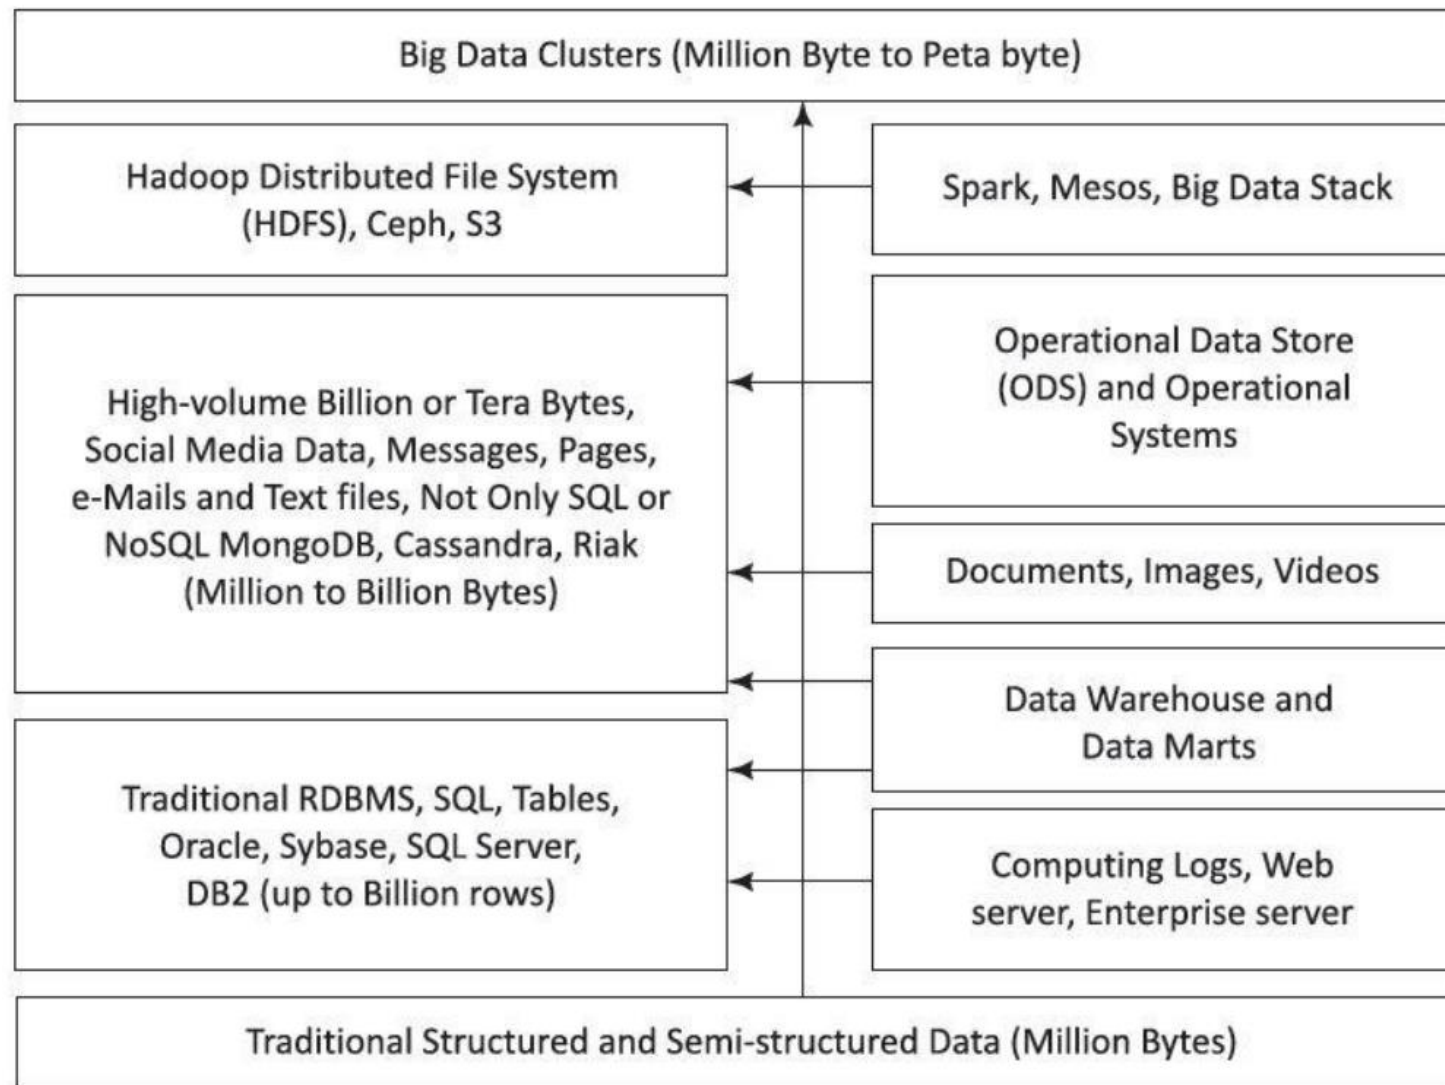 Big Data Clusters (Million Byte to Peta byte)
Hadoop Distributed File System
(HDFS), Ceph, S3
Spark, Mesos, Big Data Stack
High-volume Billion or Tera Bytes,
Social Media Data, Messages, Pages,
e-Mails and Text files, Not Only SQL or
NoSQL MongoDB, Cassandra, Riak
(Million to Billion Bytes)
Operational Data Store
(ODS) and Operational
Systems
Documents, Images, Videos
Data Warehouse and
Data Marts
Traditional RDBMS, SQL, Tables,
Oracle, Sybase, SQL Server,
DB2 (up to Billion rows)
Computing Logs, Web
server, Enterprise server
Traditional Structured and Semi-structured Data (Million Bytes)